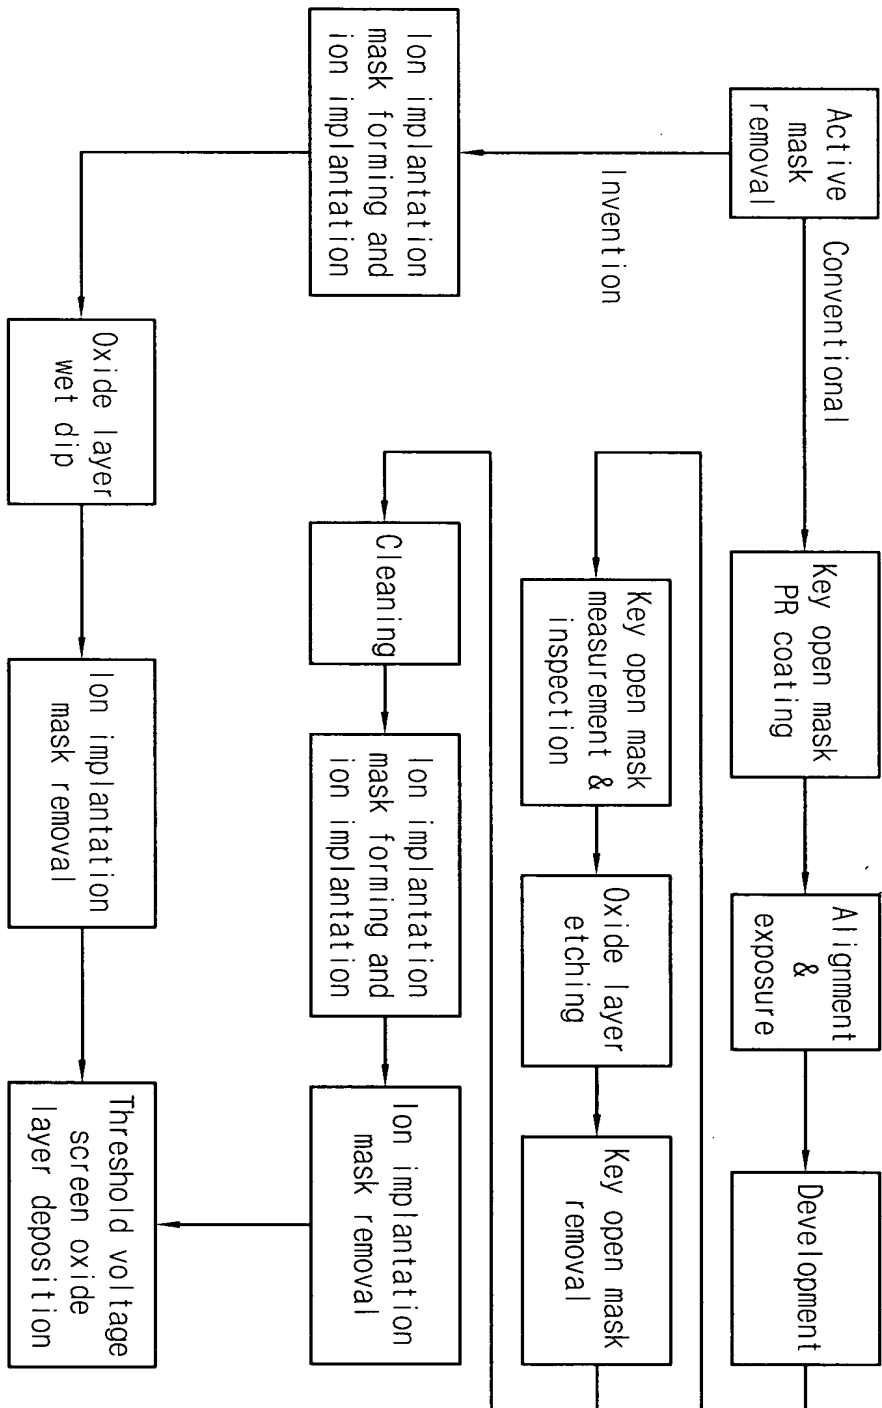 Active
mask
removal
Conventional
Key open mask
PR coating
Alignment
&
exposure
Development
Invention
Key open mask
measurement &
inspection
Oxide layer
etching
Key open mask
removal
Ion implantation
mask forming and
ion implantation
Cleaning
Ion implantation
mask forming and
ion implantation
Ion implantation
mask removal
Oxide layer
wet dip
Ion implantation
mask removal
Threshold voltage
screen oxide
layer deposition